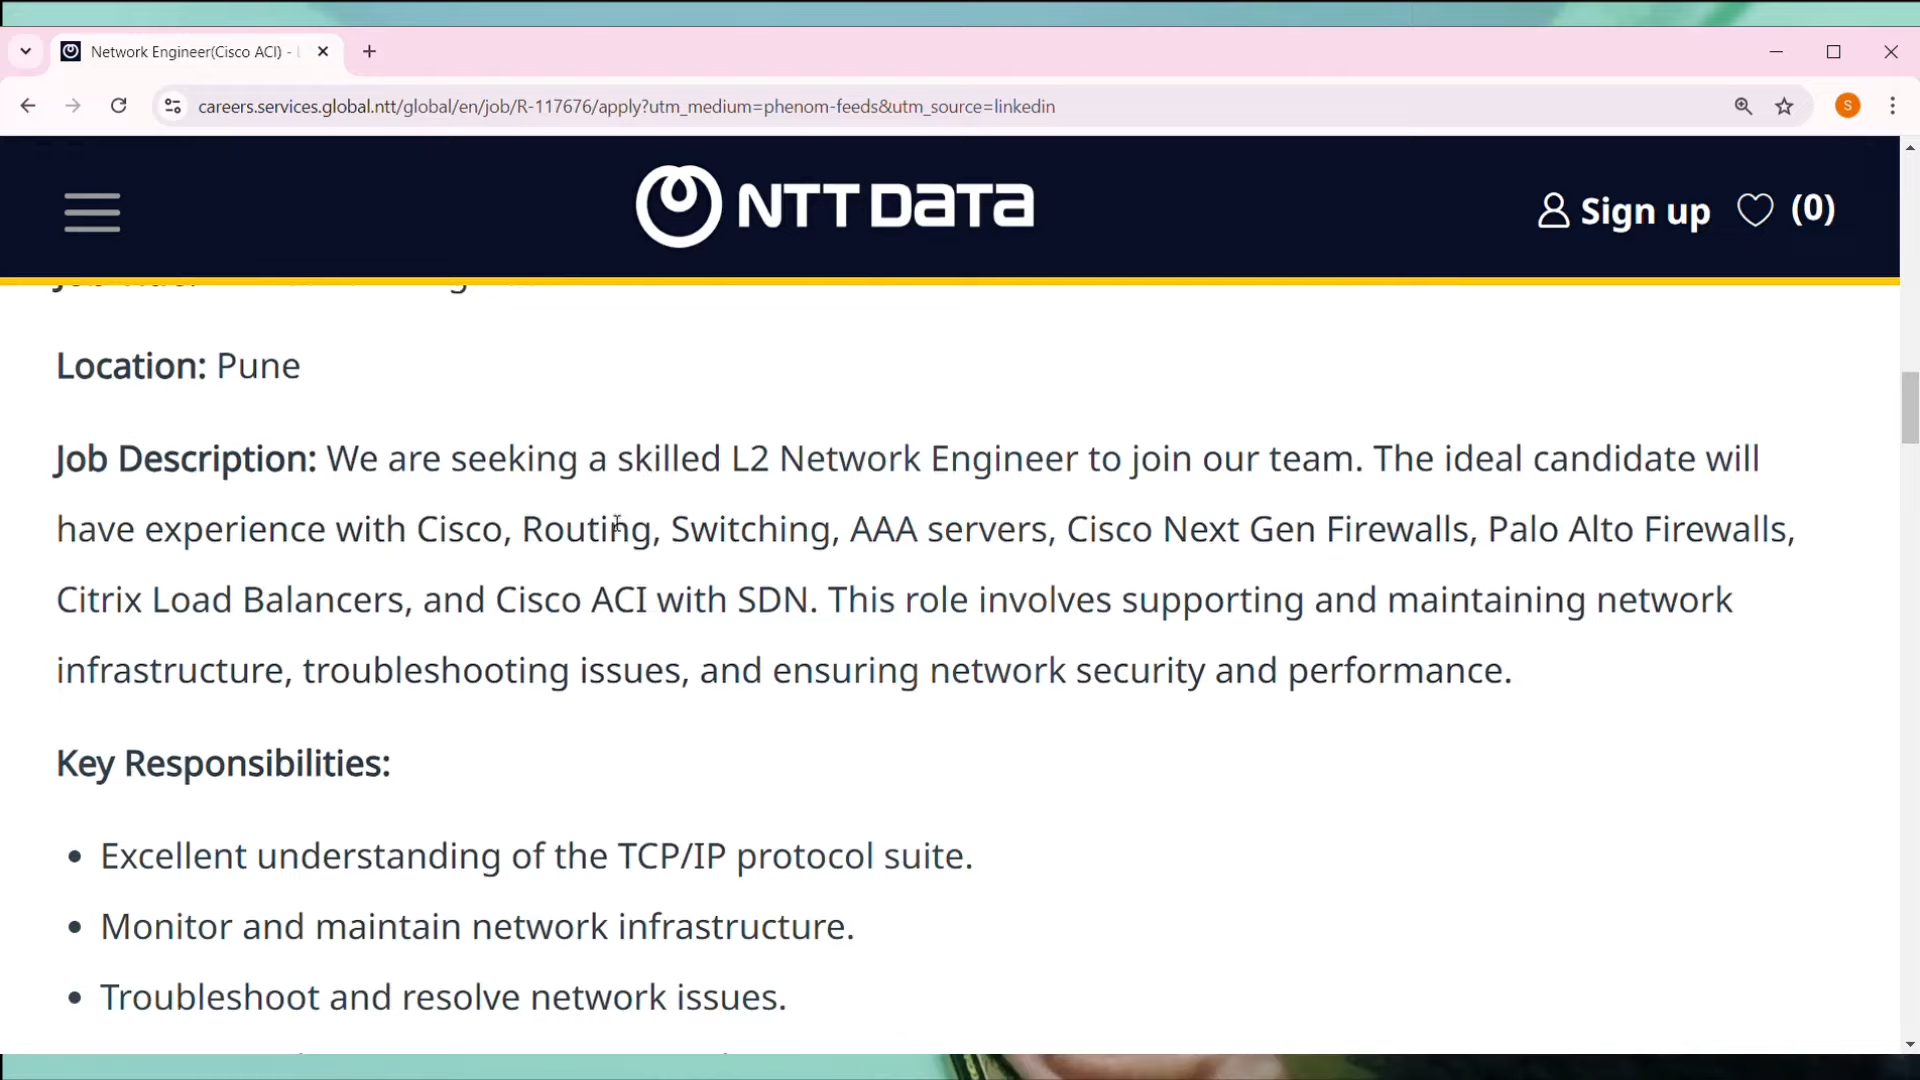 Network Engineer(Cisco ACI) -
careers.services.global.ntt/global/en/job/R-117676/apply?utm_medium=phenom-feeds&utm_source=linkedin
S
NTT DATA
Sign up (0)
Location: Pune
Job Description: We are seeking a skilled L2 Network Engineer to join our team. The ideal candidate will
have experience with Cisco, Routing, Switching, AAA servers, Cisco Next Gen Firewalls, Palo Alto Firewalls,
Citrix Load Balancers, and Cisco ACI with SDN. This role involves supporting and maintaining network
infrastructure, troubleshooting issues, and ensuring network security and performance.
Key Responsibilities:
• Excellent understanding of the TCP/IP protocol suite.
• Monitor and maintain network infrastructure.
• Troubleshoot and resolve network issues.